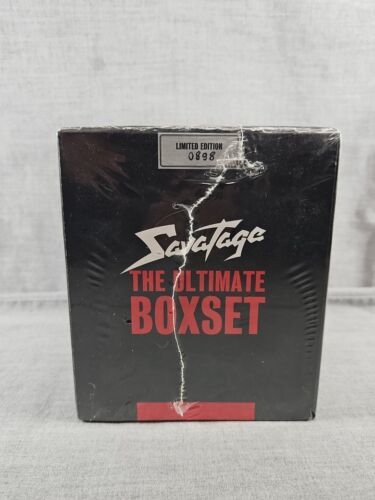 LIMITED EDITION
0898
Savatage
THE ULTIMATE
BOXSET